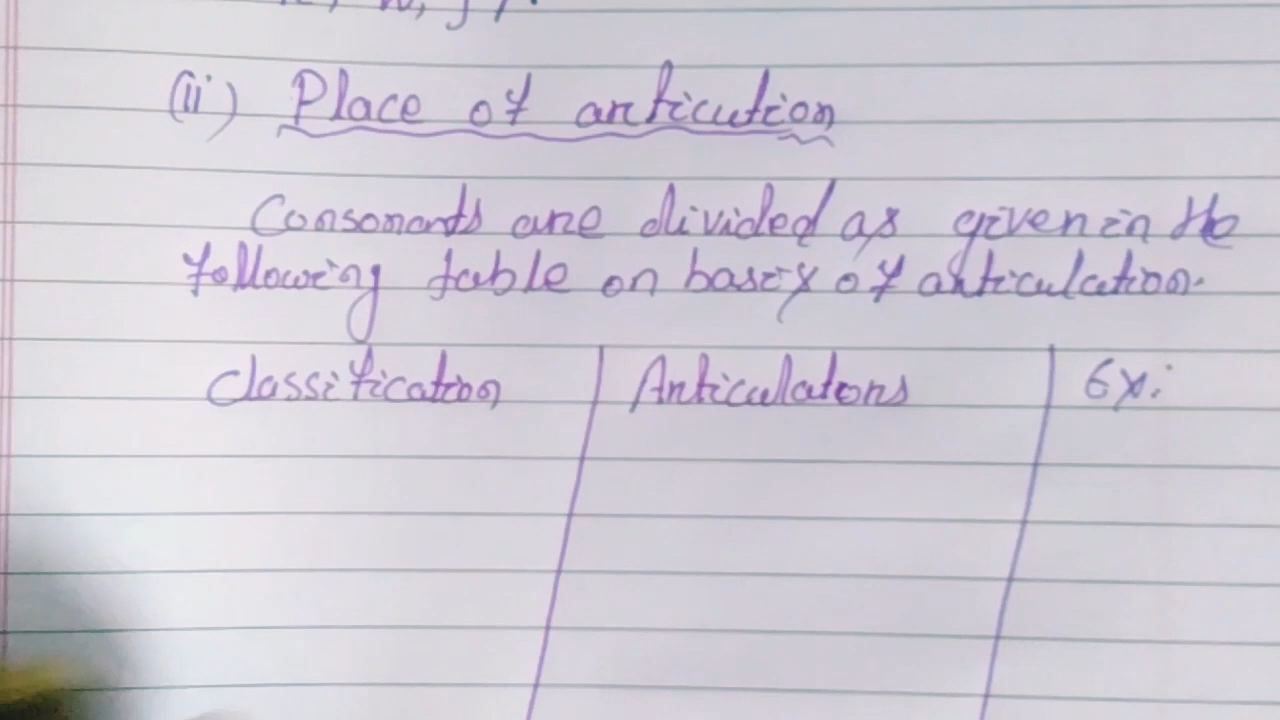 (ii) Place of articution
Consonants are divided as given in the
following table on basis of articulation.
Classification Articulators Ex: